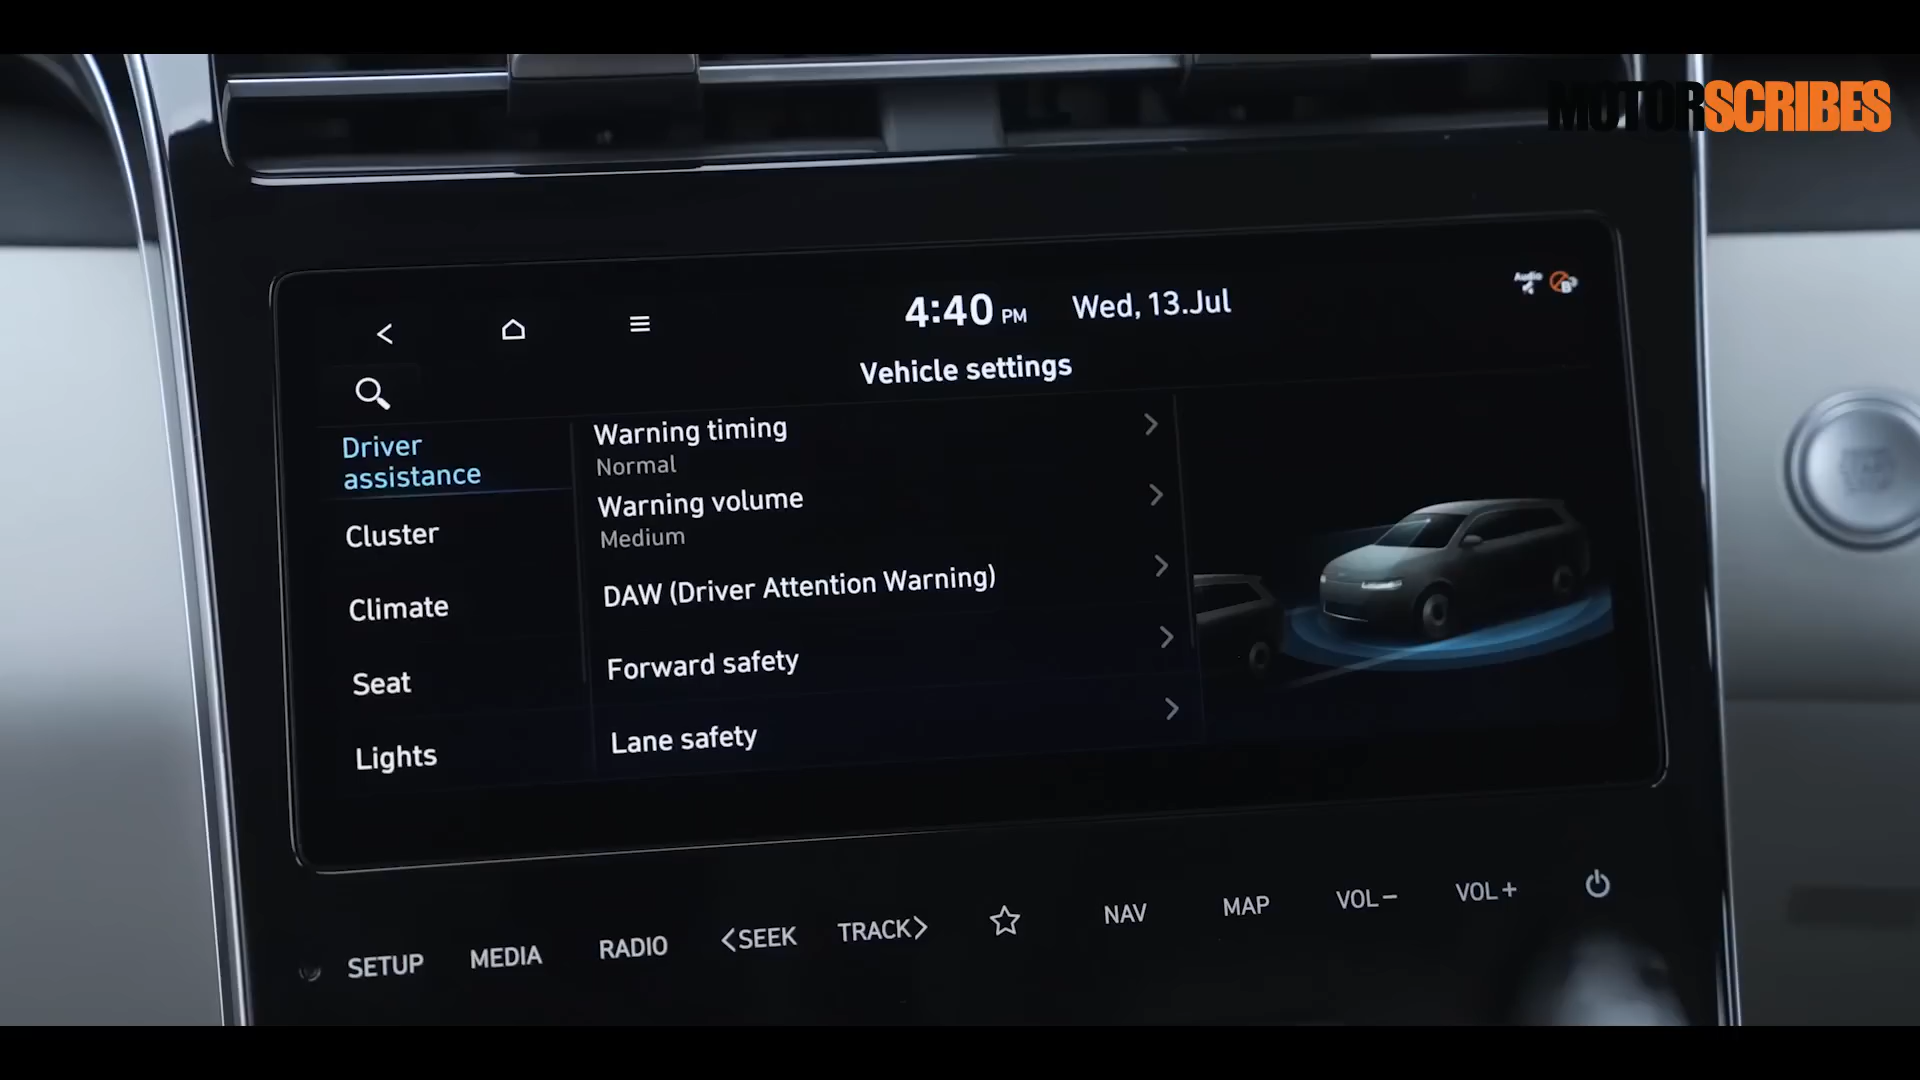 MOTORSCRIBES
Audio
4:40 PM Wed, 13.Jul
Vehicle settings
Driver
assistance
Cluster
Climate
Seat
Lights
Warning timing
Normal
Warning volume
Medium
DAW (Driver Attention Warning)
Forward safety
Lane safety
SETUP MEDIA RADIO <SEEK TRACK> NAV MAP VOL− VOL+